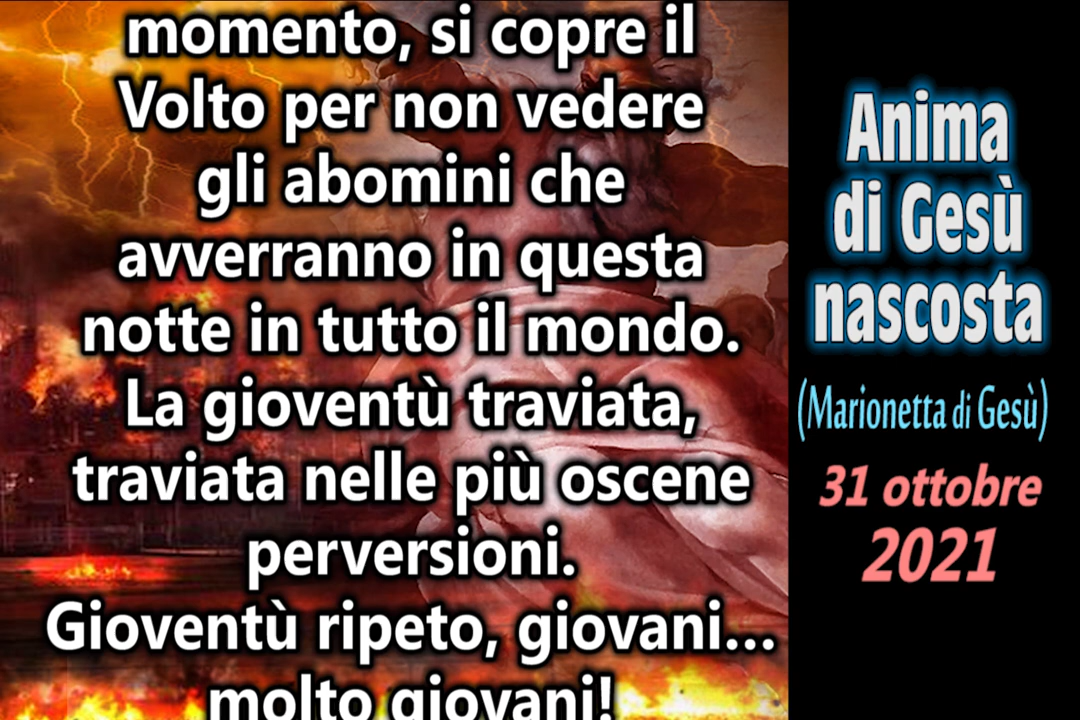 momento, si copre il
Volto per non vedere
gli abomini che
avverranno in questa
notte in tutto il mondo.
La gioventù traviata,
traviata nelle più oscene
perversioni.
Gioventù ripeto, giovani...
molto giovani!
Anima
di Gesù
nascosta
(Marionetta di Gesù)
31 ottobre
2021